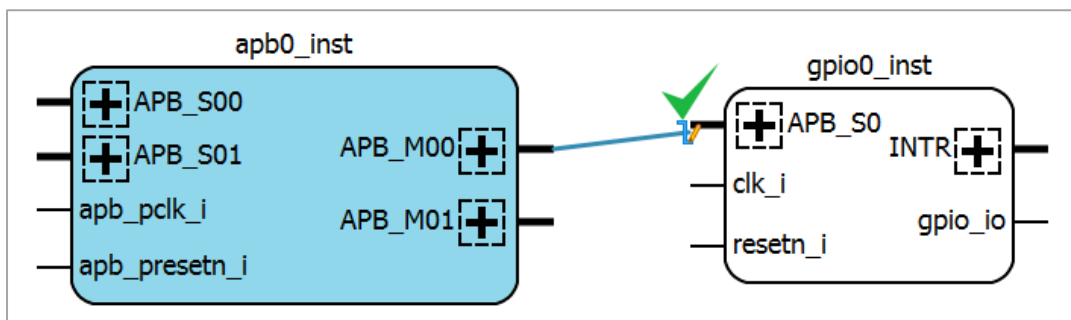 apb0_inst
APB_S00
APB_S01
apb_pclk_i
apb_presetn_i
APB_M00
APB_M01
gpio0_inst
APB_S0
clk_i
resetn_i
INTR
gpio_io